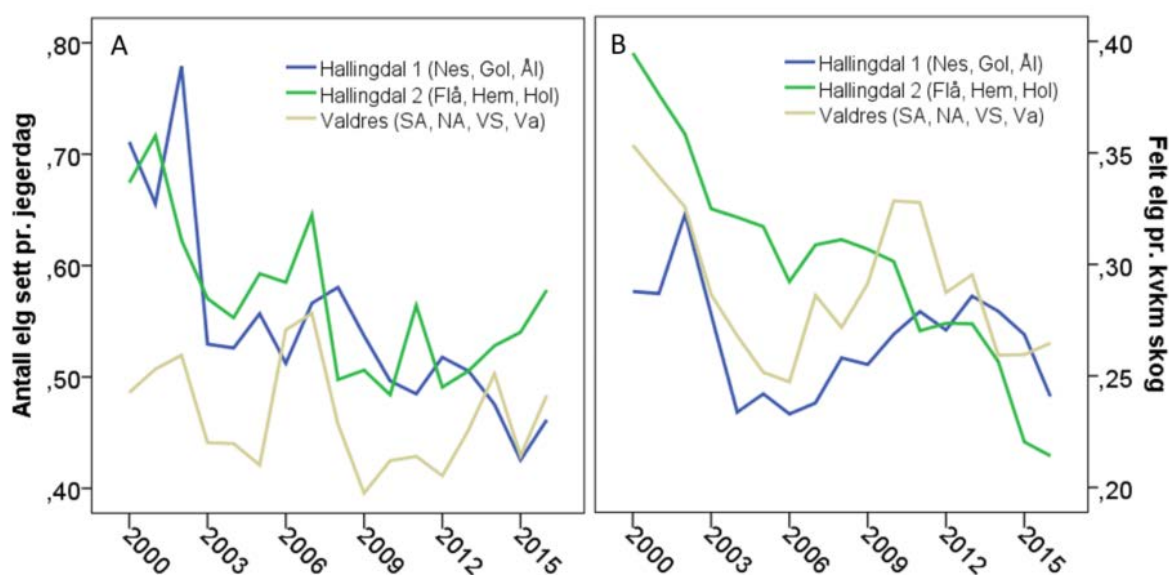 A
Hallingdal 1 (Nes, Gol, Ål)
Hallingdal 2 (Flå, Hem, Hol)
Valdres (SA, NA, VS, Va)
Antall elg sett pr. jegerdag
,80
,70
,60
,50
,40
2000
2003
2006
2009
2012
2015
B
Hallingdal 1 (Nes, Gol, Ål)
Hallingdal 2 (Flå, Hem, Hol)
Valdres (SA, NA, VS, Va)
Felt elg pr. kvkm skog
,40
,35
,30
,25
,20
2000
2003
2006
2009
2012
2015